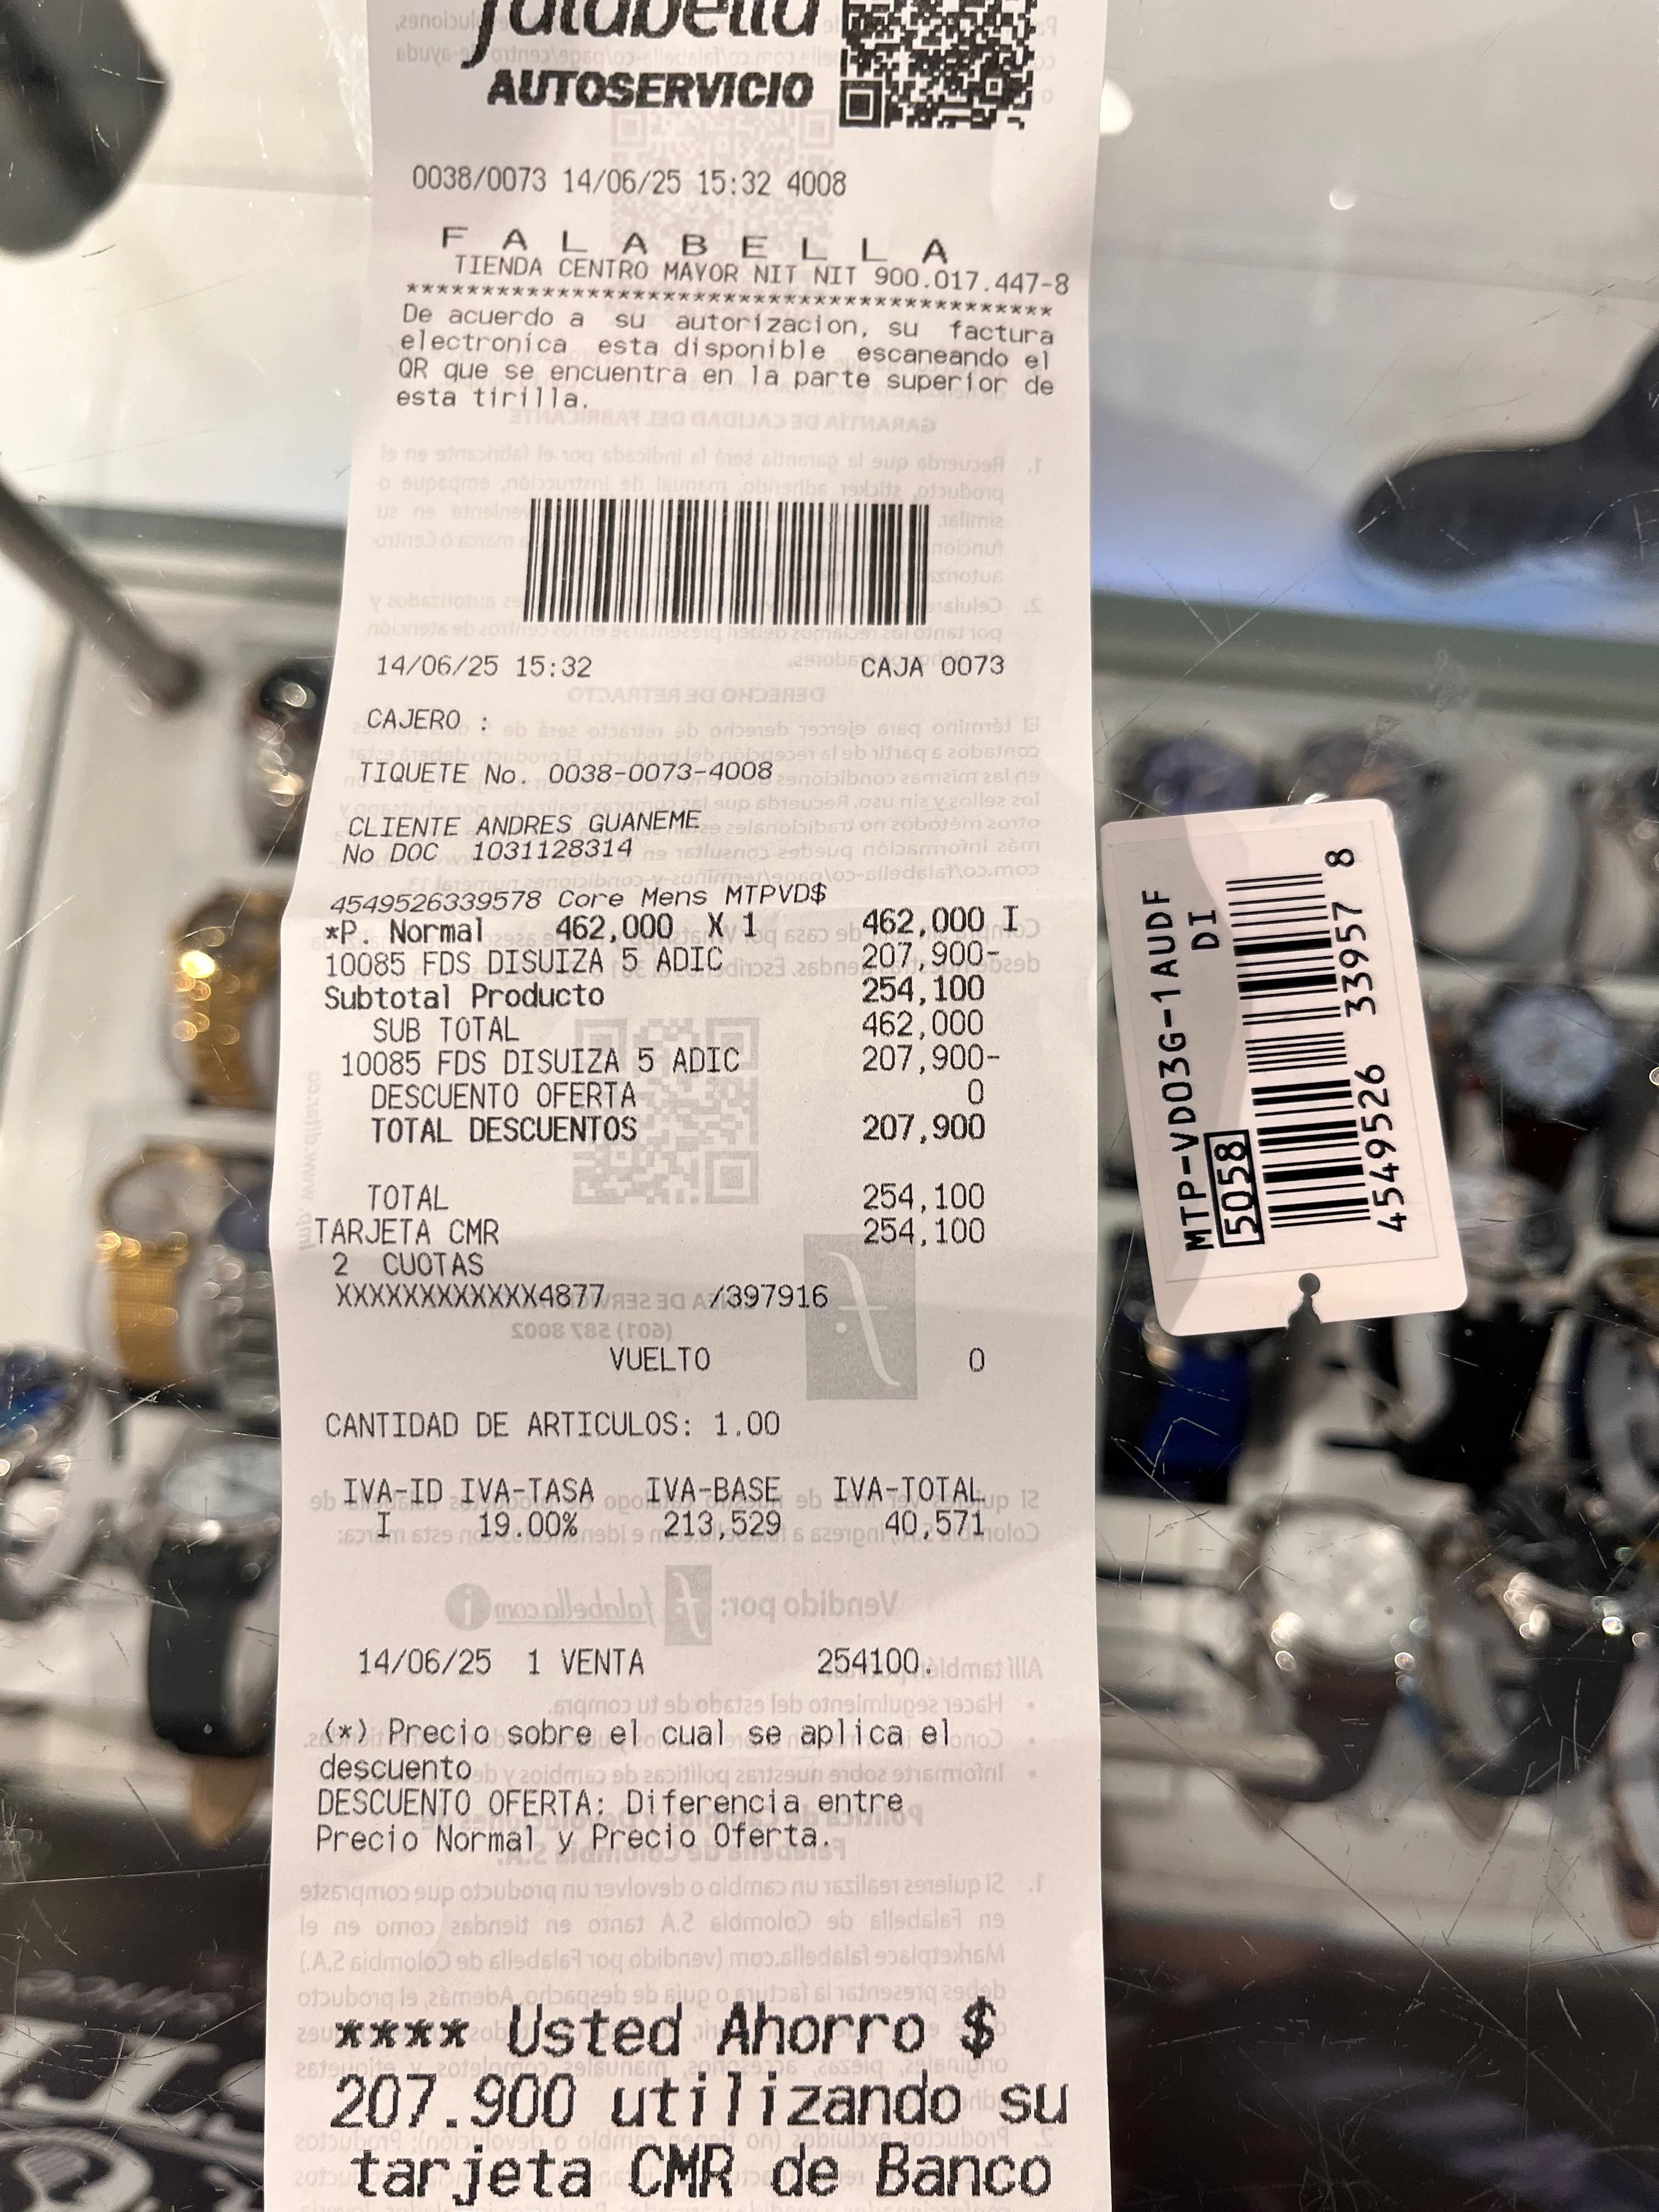 falabella
AUTOSERVICIO
0038/0073 14/06/25 15:32 4008
F A L A B E L L A
TIENDA CENTRO MAYOR NIT NIT 900.017.447-8
*******************************************
De acuerdo a su autorizacion, su factura
electronica esta disponible escaneando el
QR que se encuentra en la parte superior de
esta tirilla.
14/06/25 15:32 CAJA 0073
CAJERO :
TIQUETE No. 0038-0073-4008
CLIENTE ANDRES GUANEME
No DOC 1031128314
4549526339578 Core Mens MTPVD$
*P. Normal 462,000 X 1 462,000 I
10085 FDS DISUIZA 5 ADIC 207,900-
Subtotal Producto 254,100
SUB TOTAL 462,000
10085 FDS DISUIZA 5 ADIC 207,900-
DESCUENTO OFERTA 0
TOTAL DESCUENTOS 207,900
TOTAL 254,100
TARJETA CMR 254,100
2 CUOTAS
XXXXXXXXXXXX4877 /397916
VUELTO 0
CANTIDAD DE ARTICULOS: 1.00
IVA-ID IVA-TASA IVA-BASE IVA-TOTAL
I 19.00% 213,529 40,571
14/06/25 1 VENTA 254100.
(*) Precio sobre el cual se aplica el
descuento
DESCUENTO OFERTA: Diferencia entre
Precio Normal y Precio Oferta.
**** Usted Ahorro $
207.900 utilizando su
tarjeta CMR de Banco
MTP-VD03G-1AUDF
5058 DI
4549526 33957 8